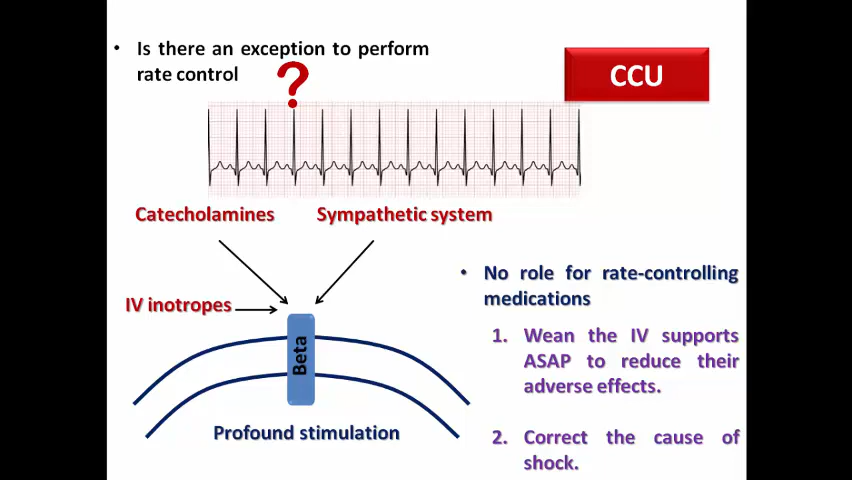 • Is there an exception to perform
rate control
?
CCU
Catecholamines
Sympathetic system
IV inotropes
Beta
Profound stimulation
• No role for rate-controlling
medications
1. Wean the IV supports
ASAP to reduce their
adverse effects.
2. Correct the cause of
shock.